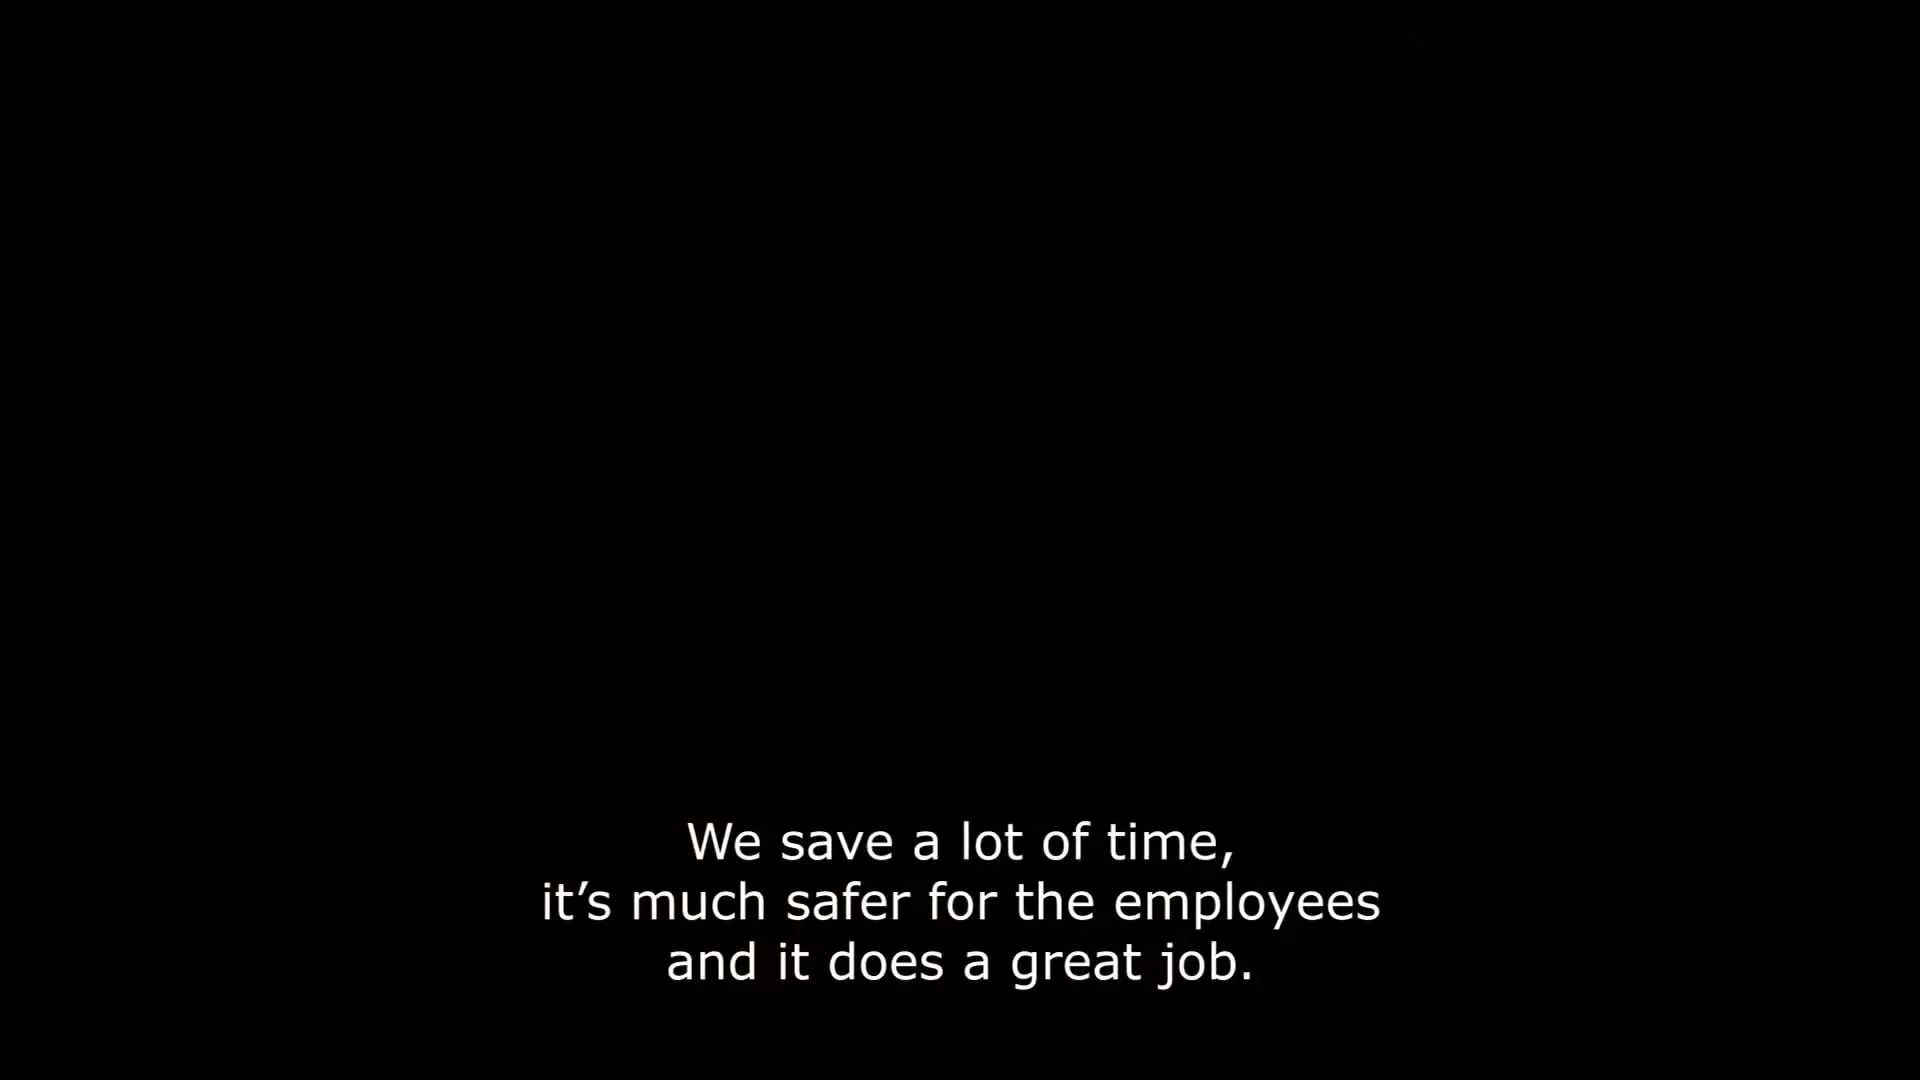 We save a lot of time,
it’s much safer for the employees
and it does a great job.